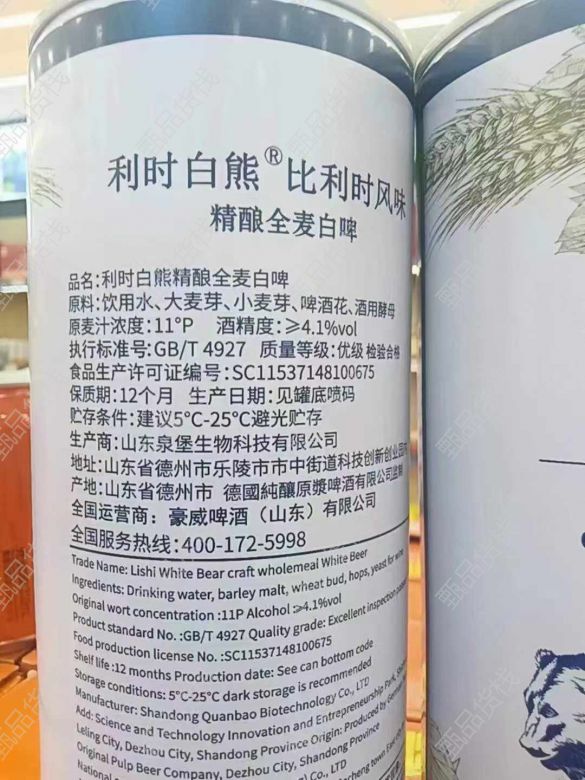 利时白熊®比利时风味
精酿全麦白啤
品名:利时白熊精酿全麦白啤
原料:饮用水、大麦芽、小麦芽、啤酒花、酒用酵母
原麦汁浓度:11°P 酒精度:≥4.1%vol
执行标准号:GB/T 4927 质量等级:优级 检验合格
食品生产许可证编号:SC11537148100675
保质期:12个月 生产日期:见罐底喷码
贮存条件:建议5°C-25°C避光贮存
生产商:山东泉堡生物科技有限公司
地址:山东省德州市乐陵市市中街道科技创新创业园内
产地:山东省德州市 德國純釀原漿啤酒有限公司监制
全国运营商:豪威啤酒(山东)有限公司
全国服务热线:400-172-5998
Trade Name: Lishi White Bear craft wholemeal White Beer
Ingredients: Drinking water, barley malt, wheat bud, hops, yeast for wine
Original wort concentration :11P Alcohol ≥4.1%vol
Product standard No. :GB/T 4927 Quality grade: Excellent inspection
Food production license No. :SC11537148100675
Shelf life :12 months Production date: See can bottom code
Storage conditions: 5°C-25°C dark storage is recommended
Manufacturer: Shandong Quanbao Biotechnology Co., LTD
Add: Science and Technology Innovation and Entrepreneurship Park,
Leling City, Dezhou City, Shandong Province Origin: Produced by
Original Pulp Beer Company, Dezhou City, Shandong Province
National
Co., LTD
甄品货栈